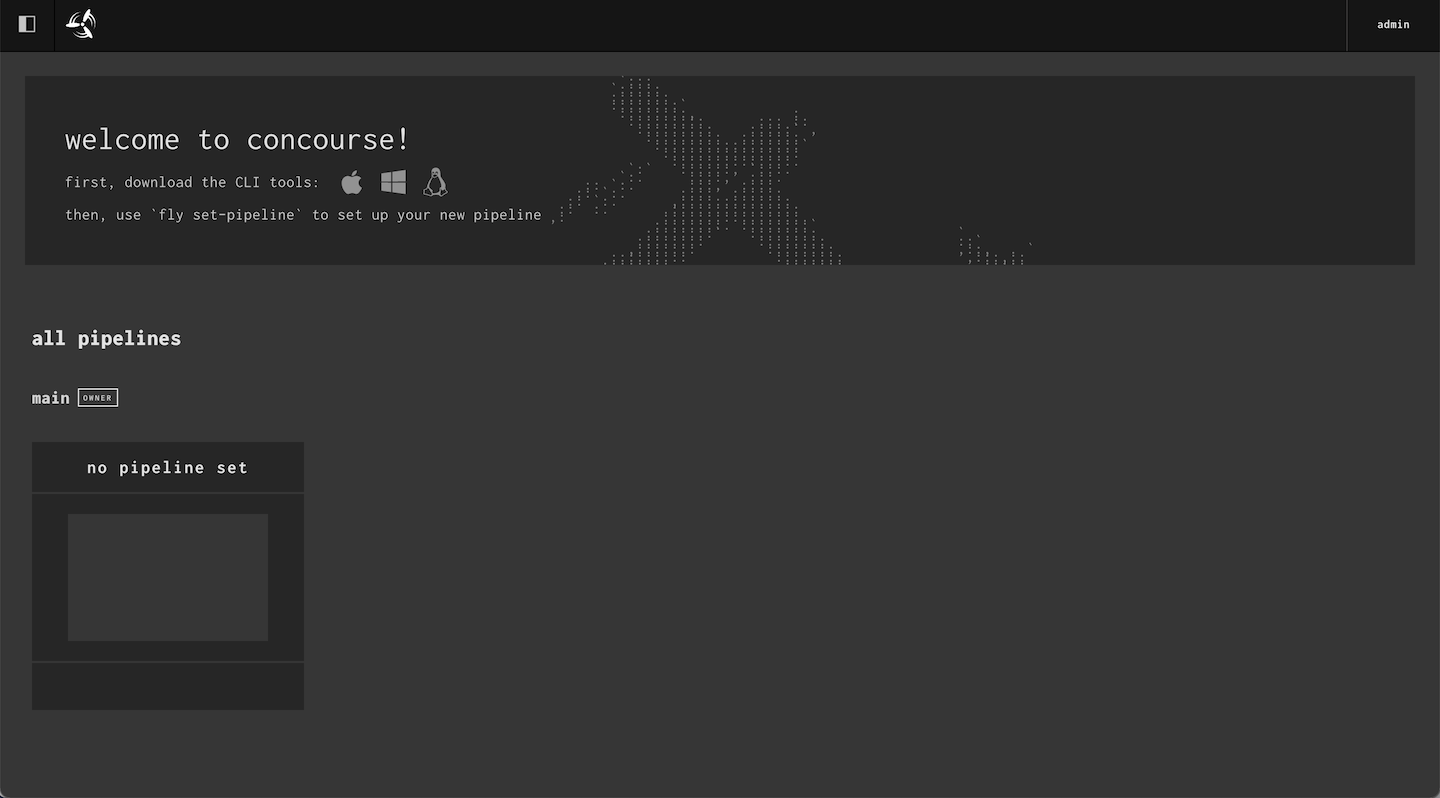 admin
welcome to concourse!
first, download the CLI tools:
then, use `fly set-pipeline` to set up your new pipeline
all pipelines
main OWNER
no pipeline set